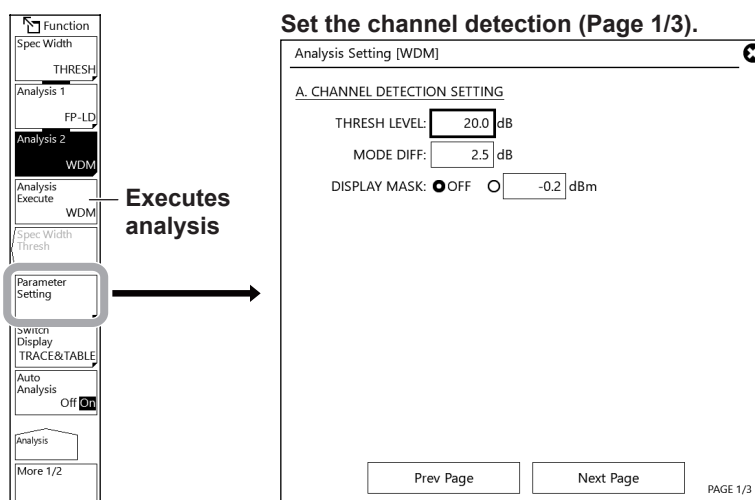 Function
Spec Width
THRESH
Analysis 1
FP-LD
Analysis 2
WDM
Analysis
Execute
WDM
Spec Width
Thresh
Parameter
Setting
Switch
Display
TRACE&TABLE
Auto
Analysis
Off On
Analysis
More 1/2
Executes
analysis
Set the channel detection (Page 1/3).
Analysis Setting [WDM]
A. CHANNEL DETECTION SETTING
THRESH LEVEL: 20.0 dB
MODE DIFF: 2.5 dB
DISPLAY MASK: OFF -0.2 dBm
Prev Page Next Page PAGE 1/3